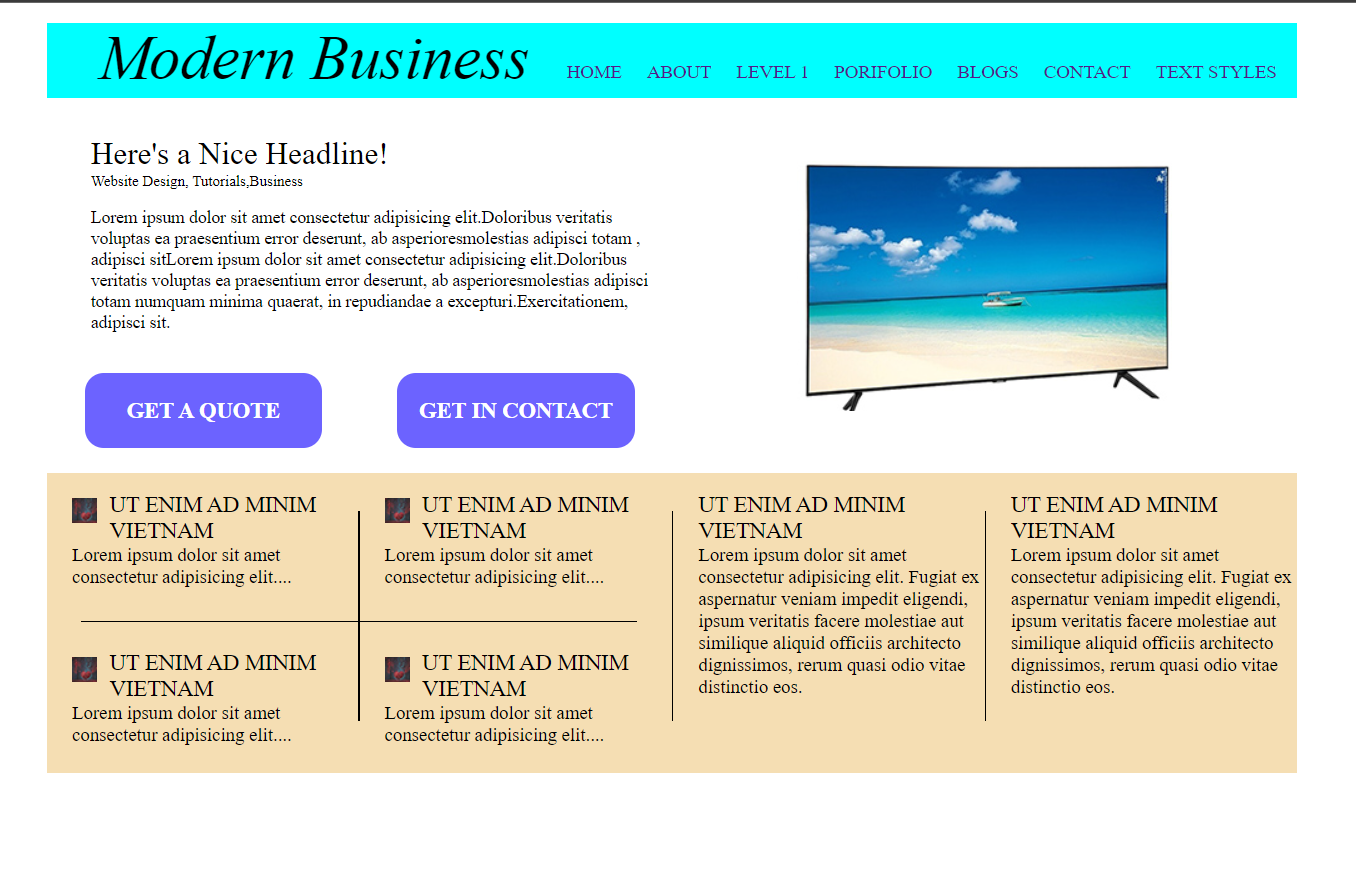 Modern Business
HOME ABOUT LEVEL 1 PORIFOLIO BLOGS CONTACT TEXT STYLES
Here's a Nice Headline!
Website Design, Tutorials,Business
Lorem ipsum dolor sit amet consectetur adipisicing elit.Doloribus veritatis
voluptas ea praesentium error deserunt, ab asperioresmolestias adipisci totam ,
adipisci sitLorem ipsum dolor sit amet consectetur adipisicing elit.Doloribus
veritatis voluptas ea praesentium error deserunt, ab asperioresmolestias adipisci
totam numquam minima quaerat, in repudiandae a excepturi.Exercitationem,
adipisci sit.
GET A QUOTE
GET IN CONTACT
UT ENIM AD MINIM
VIETNAM
Lorem ipsum dolor sit amet
consectetur adipisicing elit....
UT ENIM AD MINIM
VIETNAM
Lorem ipsum dolor sit amet
consectetur adipisicing elit....
UT ENIM AD MINIM
VIETNAM
Lorem ipsum dolor sit amet
consectetur adipisicing elit....
UT ENIM AD MINIM
VIETNAM
Lorem ipsum dolor sit amet
consectetur adipisicing elit....
UT ENIM AD MINIM
VIETNAM
Lorem ipsum dolor sit amet
consectetur adipisicing elit. Fugiat ex
aspernatur veniam impedit eligendi,
ipsum veritatis facere molestiae aut
similique aliquid officiis architecto
dignissimos, rerum quasi odio vitae
distinctio eos.
UT ENIM AD MINIM
VIETNAM
Lorem ipsum dolor sit amet
consectetur adipisicing elit. Fugiat ex
aspernatur veniam impedit eligendi,
ipsum veritatis facere molestiae aut
similique aliquid officiis architecto
dignissimos, rerum quasi odio vitae
distinctio eos.